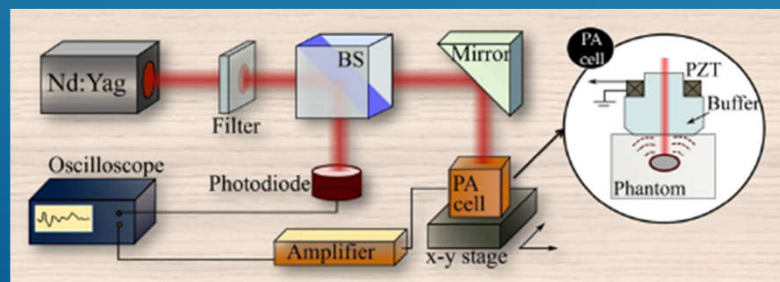 Nd:Yag
Filter
BS
Mirror
PA
cell
PZT
Buffer
Phantom
Oscilloscope
Photodiode
PA
cell
Amplifier
x-y stage